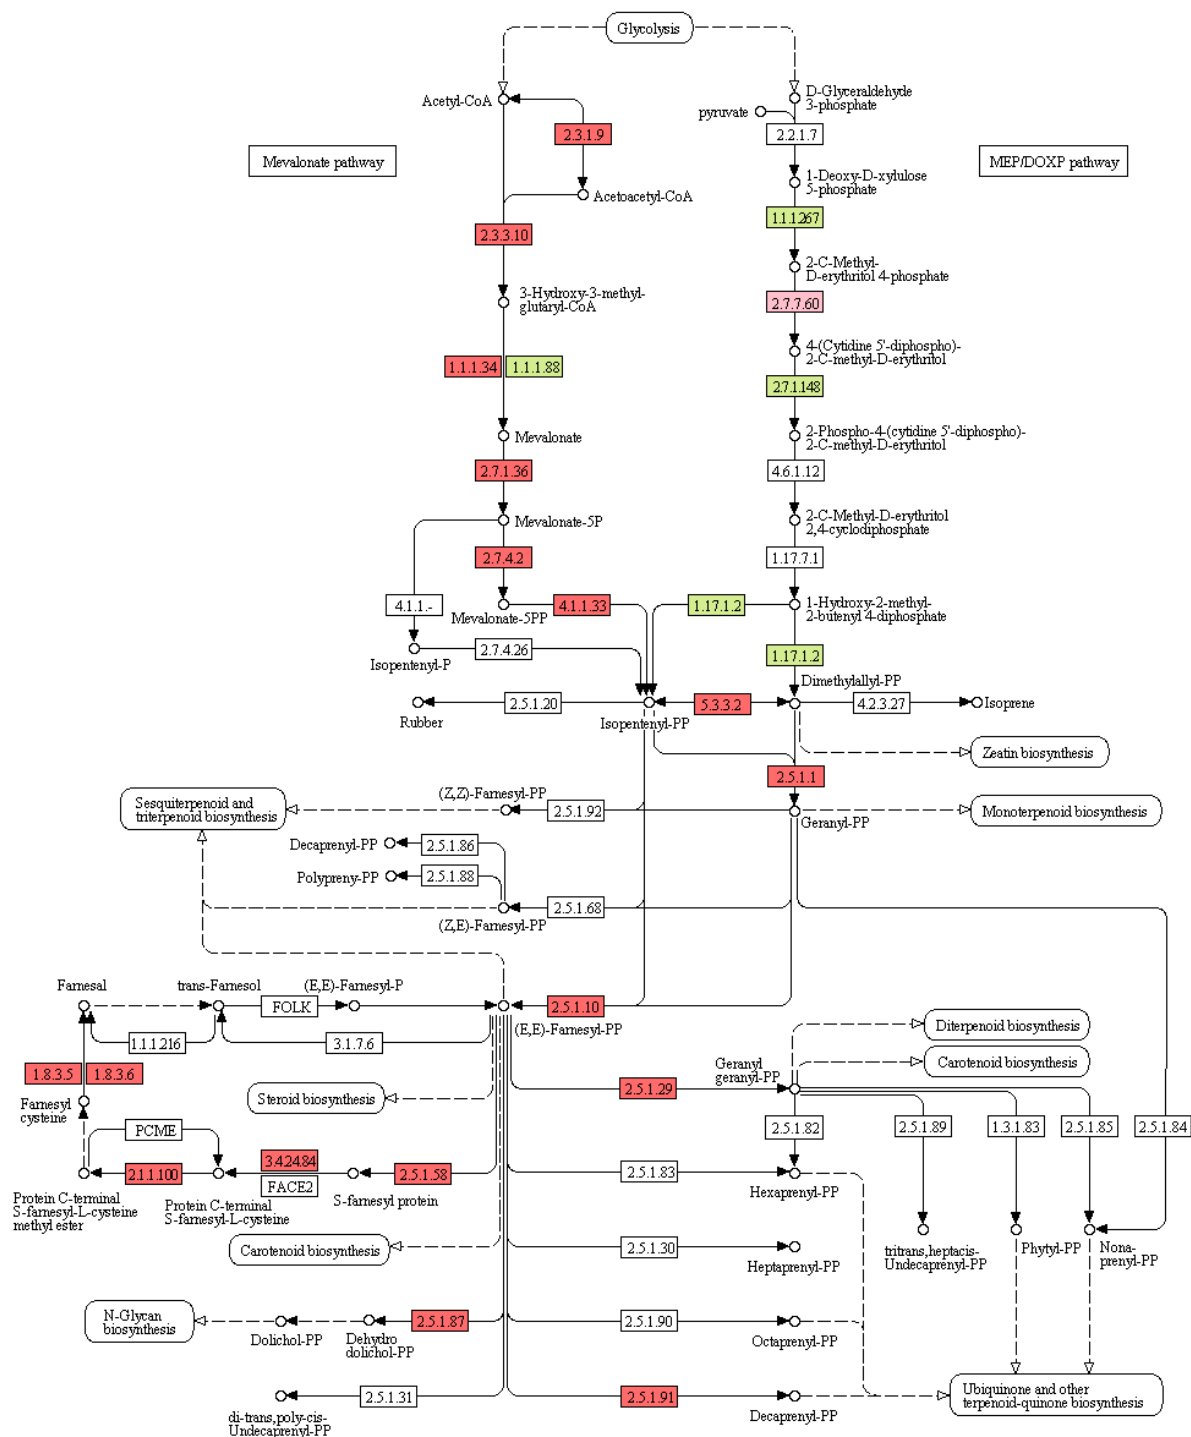 Glycolysis
Acetyl-CoA
D-Glyceraldehyde
3-phosphate
pyruvate
2.3.1.9
2.2.1.7
Mevalonate pathway
MEP/DOXP pathway
1-Deoxy-D-xylulose
5-phosphate
Acetoacetyl-CoA
1.1.1.267
2.3.3.10
2-C-Methyl-
D-erythritol 4-phosphate
3-Hydroxy-3-methyl-
glutaryl-CoA
2.7.7.60
4-(Cytidine 5'-diphospho)-
2-C-methyl-D-erythritol
1.1.1.34
1.1.1.88
2.7.1.148
Mevalonate
2-Phospho-4-(cytidine 5'-diphospho)-
2-C-methyl-D-erythritol
2.7.1.36
4.6.1.12
Mevalonate-5P
2-C-Methyl-D-erythritol
2,4-cyclodiphosphate
2.7.4.2
1.17.7.1
4.1.1.-
Mevalonate-5PP
4.1.1.33
1.17.1.2
1-Hydroxy-2-methyl-
2-butenyl 4-diphosphate
Isopentenyl-P
2.7.4.26
1.17.1.2
Dimethylallyl-PP
Rubber
2.5.1.20
Isopentenyl-PP
5.3.3.2
4.2.3.27
Isoprene
Zeatin biosynthesis
2.5.1.1
Sesquiterpenoid and
triterpenoid biosynthesis
(Z,Z)-Farnesyl-PP
2.5.1.92
Geranyl-PP
Monoterpenoid biosynthesis
Decaprenyl-PP
2.5.1.86
Polypreny-PP
2.5.1.88
(Z,E)-Farnesyl-PP
2.5.1.68
Farnesal
trans-Farnesol
FOLK
(E,E)-Farnesyl-P
2.5.1.10
(E,E)-Farnesyl-PP
1.1.1.216
3.1.7.6
Diterpenoid biosynthesis
Carotenoid biosynthesis
1.8.3.5
1.8.3.6
Geranyl
geranyl-PP
2.5.1.29
Farnesyl
cysteine
Steroid biosynthesis
PCME
2.5.1.82
2.5.1.89
1.3.1.83
2.5.1.85
2.5.1.84
2.1.1.100
3.4.24.84
FACE2
2.5.1.58
2.5.1.83
Hexaprenyl-PP
Protein C-terminal
S-farnesyl-L-cysteine
methyl ester
Protein C-terminal
S-farnesyl-L-cysteine
S-farnesyl protein
Carotenoid biosynthesis
2.5.1.30
Heptaprenyl-PP
tritrans,heptacis-
Undecaprenyl-PP
Phytyl-PP
Nona-
prenyl-PP
N-Glycan
biosynthesis
Dolichol-PP
Dehydro
dolichol-PP
2.5.1.87
2.5.1.90
Octaprenyl-PP
2.5.1.31
di-trans,poly-cis-
Undecaprenyl-PP
2.5.1.91
Decaprenyl-PP
Ubiquinone and other
terpenoid-quinone biosynthesis